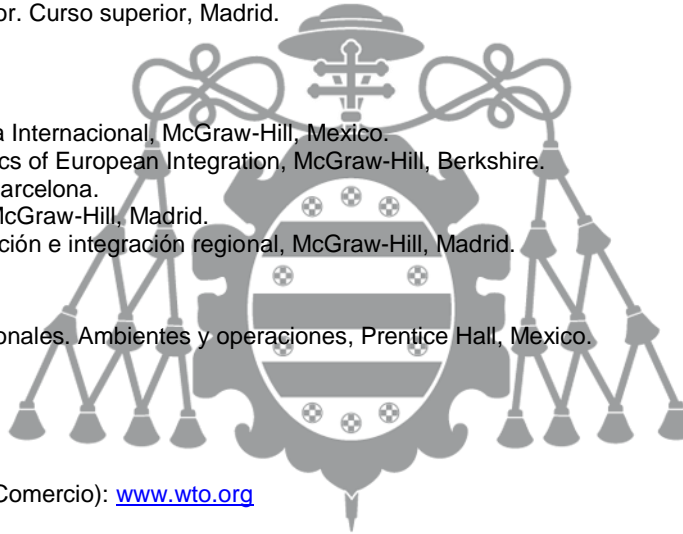 or. Curso superior, Madrid.
a Internacional, McGraw-Hill, Mexico.
cs of European Integration, McGraw-Hill, Berkshire.
Barcelona.
McGraw-Hill, Madrid.
ción e integración regional, McGraw-Hill, Madrid.
onales. Ambientes y operaciones, Prentice Hall, Mexico.
Comercio): www.wto.org